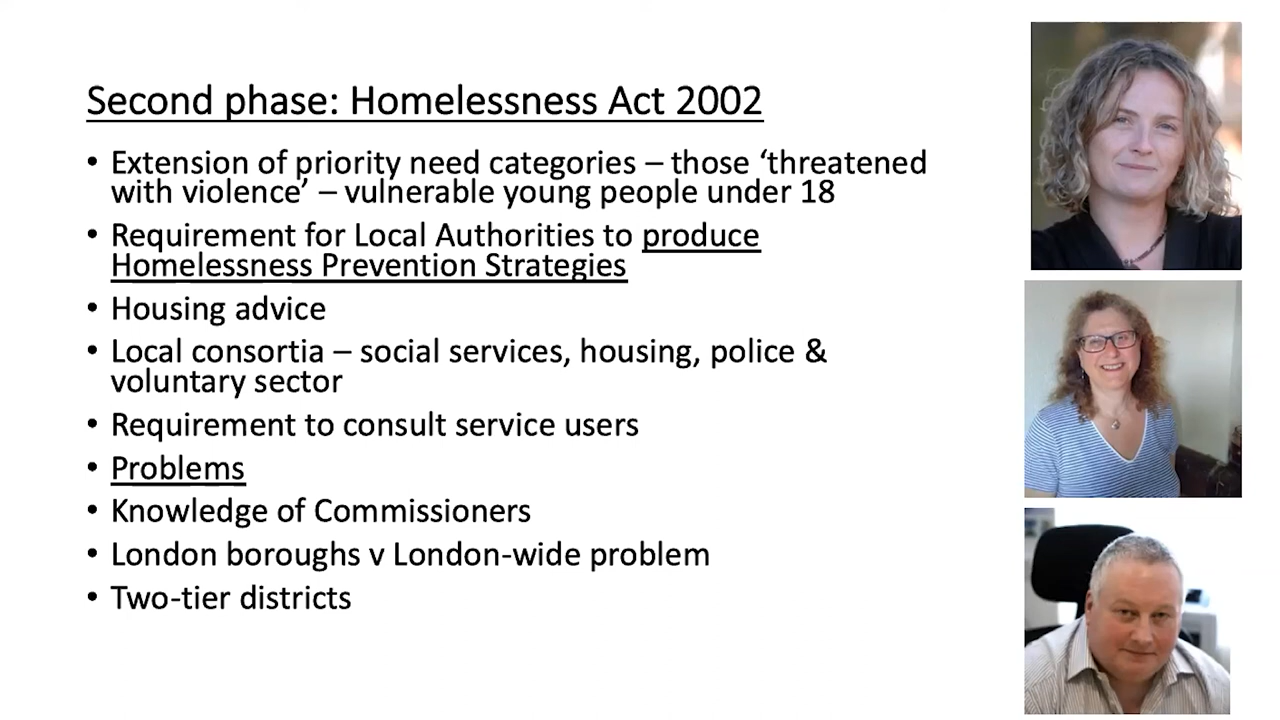 Second phase: Homelessness Act 2002
• Extension of priority need categories – those ‘threatened
with violence’ – vulnerable young people under 18
• Requirement for Local Authorities to produce
Homelessness Prevention Strategies
• Housing advice
• Local consortia – social services, housing, police &
voluntary sector
• Requirement to consult service users
• Problems
• Knowledge of Commissioners
• London boroughs v London-wide problem
• Two-tier districts